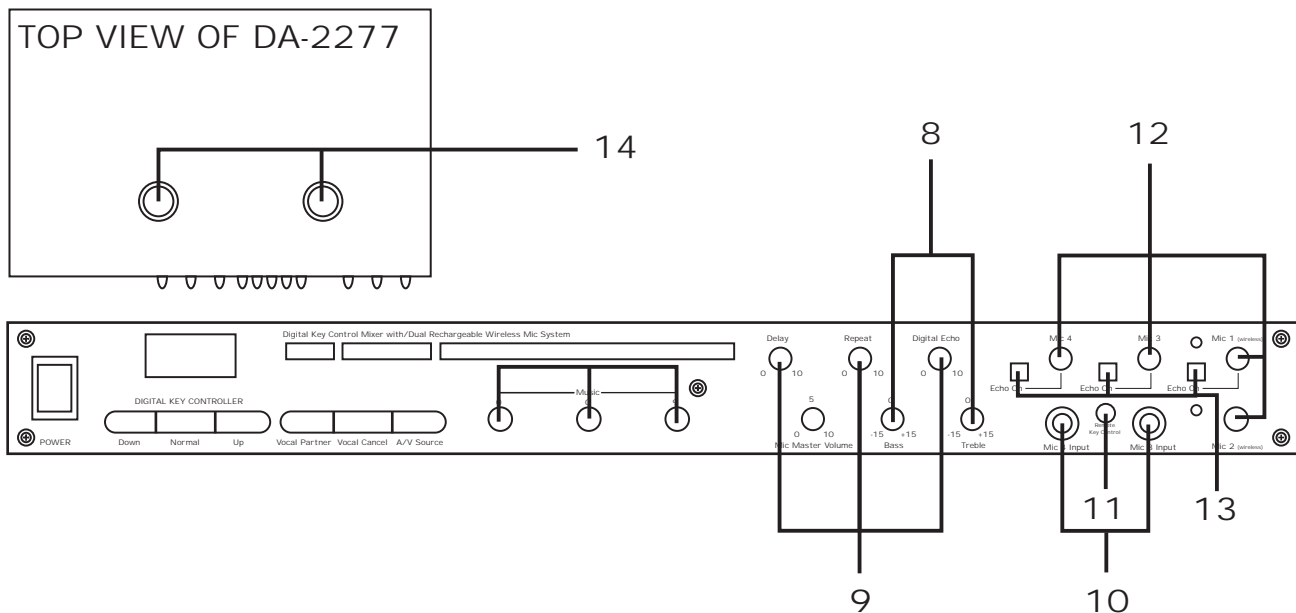 TOP VIEW OF DA-2277
14
8
12
Digital Key Control Mixer with/Dual Rechargeable Wireless Mic System
Delay
Repeat
Digital Echo
Mic 4
Mic 3
Mic 1 (wireless)
0 10
0 10
0 10
Echo On
Echo On
Echo On
Music
DIGITAL KEY CONTROLLER
0
5
0
0
POWER
Down
Normal
Up
Vocal Partner
Vocal Cancel
A/V Source
0 10
-15 +15
-15 +15
Mic Master Volume
Bass
Treble
Remote
Key Control
Input
Input
Mic 2 (wireless)
11
13
9
10